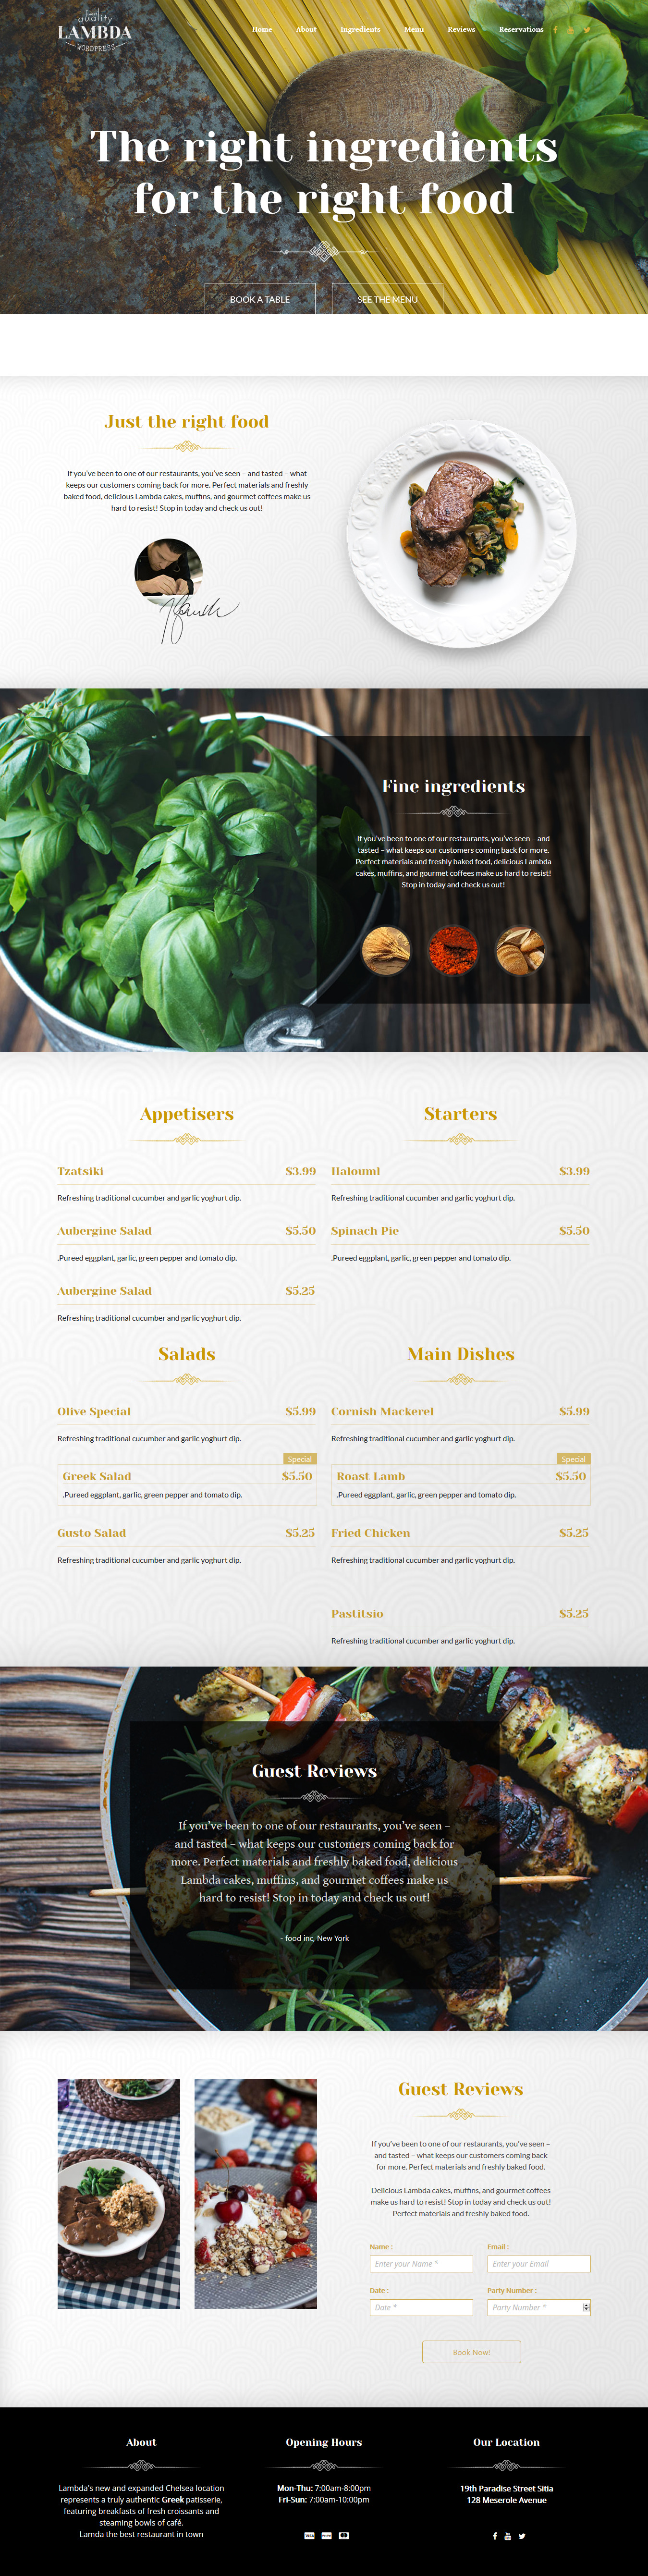 quality
LAMBDA
WORDPRESS
Home About Ingredients Menu Reviews Reservations
The right ingredients
for the right food
BOOK A TABLE
SEE THE MENU
Just the right food
If you've been to one of our restaurants, you've seen – and tasted – what
keeps our customers coming back for more. Perfect materials and freshly
baked food, delicious Lambda cakes, muffins, and gourmet coffees make us
hard to resist! Stop in today and check us out!
Fine ingredients
If you've been to one of our restaurants, you've seen – and
tasted – what keeps our customers coming back for more.
Perfect materials and freshly baked food, delicious Lambda
cakes, muffins, and gourmet coffees make us hard to resist!
Stop in today and check us out!
Appetisers
Tzatsiki $3.99
Refreshing traditional cucumber and garlic yoghurt dip.
Aubergine Salad $5.50
.Pureed eggplant, garlic, green pepper and tomato dip.
Aubergine Salad $5.25
Refreshing traditional cucumber and garlic yoghurt dip.
Starters
Haloumi $3.99
Refreshing traditional cucumber and garlic yoghurt dip.
Spinach Pie $5.50
.Pureed eggplant, garlic, green pepper and tomato dip.
Salads
Olive Special $5.99
Refreshing traditional cucumber and garlic yoghurt dip.
Special
Greek Salad $5.50
.Pureed eggplant, garlic, green pepper and tomato dip.
Gusto Salad $5.25
Refreshing traditional cucumber and garlic yoghurt dip.
Main Dishes
Cornish Mackerel $5.99
Refreshing traditional cucumber and garlic yoghurt dip.
Special
Roast Lamb $5.50
.Pureed eggplant, garlic, green pepper and tomato dip.
Fried Chicken $5.25
Refreshing traditional cucumber and garlic yoghurt dip.
Pastitsio $5.25
Refreshing traditional cucumber and garlic yoghurt dip.
Guest Reviews
If you've been to one of our restaurants, you've seen –
and tasted – what keeps our customers coming back for
more. Perfect materials and freshly baked food, delicious
Lambda cakes, muffins, and gourmet coffees make us
hard to resist! Stop in today and check us out!
- food inc, New York
Guest Reviews
If you've been to one of our restaurants, you've seen –
and tasted – what keeps our customers coming back
for more. Perfect materials and freshly baked food.
Delicious Lambda cakes, muffins, and gourmet coffees
make us hard to resist! Stop in today and check us out!
Perfect materials and freshly baked food.
Name : Email :
Enter your Name * Enter your Email
Date : Party Number :
Date * Party Number *
Book Now!
About
Lambda's new and expanded Chelsea location
represents a truly authentic Greek patisserie,
featuring breakfasts of fresh croissants and
steaming bowls of café.
Lamda the best restaurant in town
Opening Hours
Mon-Thu: 7:00am-8:00pm
Fri-Sun: 7:00am-10:00pm
VISA
Our Location
19th Paradise Street Sitia
128 Meserole Avenue